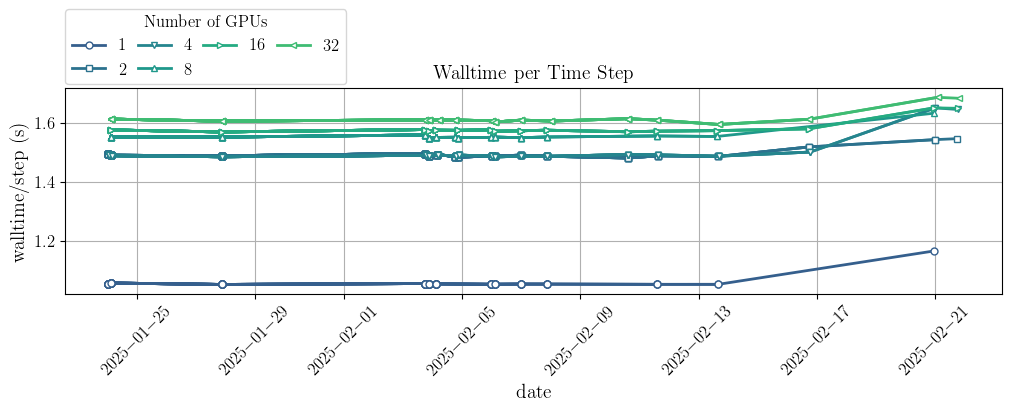 Number of GPUs
1 4 16 32
2 8
Walltime per Time Step
walltime/step (s)
1.6
1.4
1.2
2025−01−25
2025−01−29
2025−02−01
2025−02−05
2025−02−09
2025−02−13
2025−02−17
2025−02−21
date